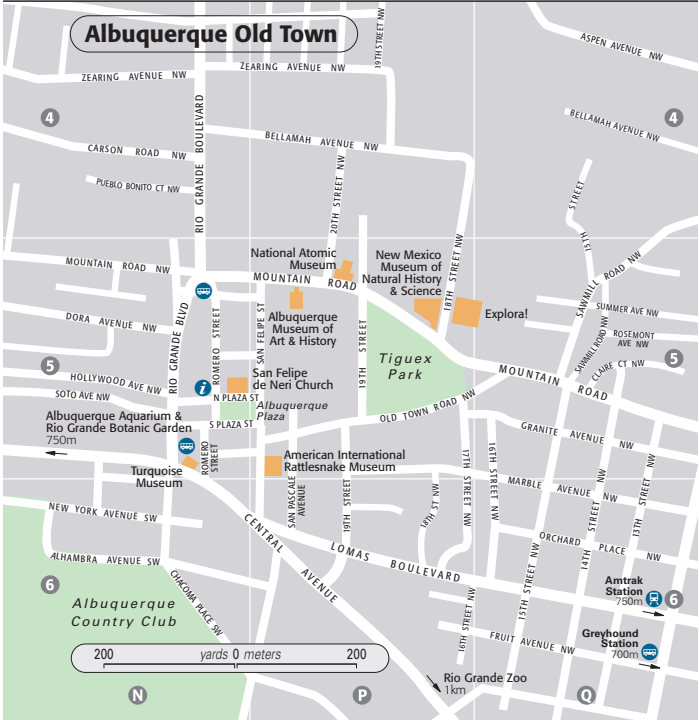 Albuquerque Old Town
19TH STREET NW
ASPEN AVENUE NW
ZEARING AVENUE NW
ZEARING AVENUE NW
4
4
RIO GRANDE BOULEVARD
BELLAMAH AVENUE NW
BELLAMAH AVENUE NW
CARSON ROAD NW
PUEBLO BONITO CT NW
20TH STREET NW
15TH STREET
MOUNTAIN ROAD NW
National Atomic
Museum
MOUNTAIN ROAD
New Mexico
Museum of
Natural History
& Science
18TH STREET NW
SAWMILL ROAD NW
Explora!
SUMMER AVE NW
ROSEMONT
AVE NW
SAWMILL ROAD NW
CLAIRE CT NW
DORA AVENUE NW
RIO GRANDE BLVD
ROMERO STREET
SAN FELIPE ST
Albuquerque
Museum of
Art & History
19TH STREET
Tiguex
Park
5
5
MOUNTAIN ROAD
HOLLYWOOD AVE NW
SOTO AVE NW
i
San Felipe
de Neri Church
N PLAZA ST
Albuquerque
Plaza
S PLAZA ST
OLD TOWN ROAD NW
GRANITE AVENUE NW
Albuquerque Aquarium &
Rio Grande Botanic Garden
750m
Turquoise
Museum
ROMERO
STREET
American International
Rattlesnake Museum
SAN PASCALE
AVENUE
19TH STREET
18TH ST NW
17TH STREET NW
16TH STREET NW
MARBLE AVENUE NW
13TH STREET NW
14TH STREET NW
15TH STREET NW
ORCHARD PLACE NW
NEW YORK AVENUE SW
CENTRAL AVENUE
LOMAS BOULEVARD
ALHAMBRA AVENUE SW
CHACOMA PLACE SW
6
Albuquerque
Country Club
Amtrak
Station
750m
6
16TH STREET NW
FRUIT AVENUE NW
Greyhound
Station
700m
200 yards 0 meters 200
Rio Grande Zoo
1km
N
P
Q